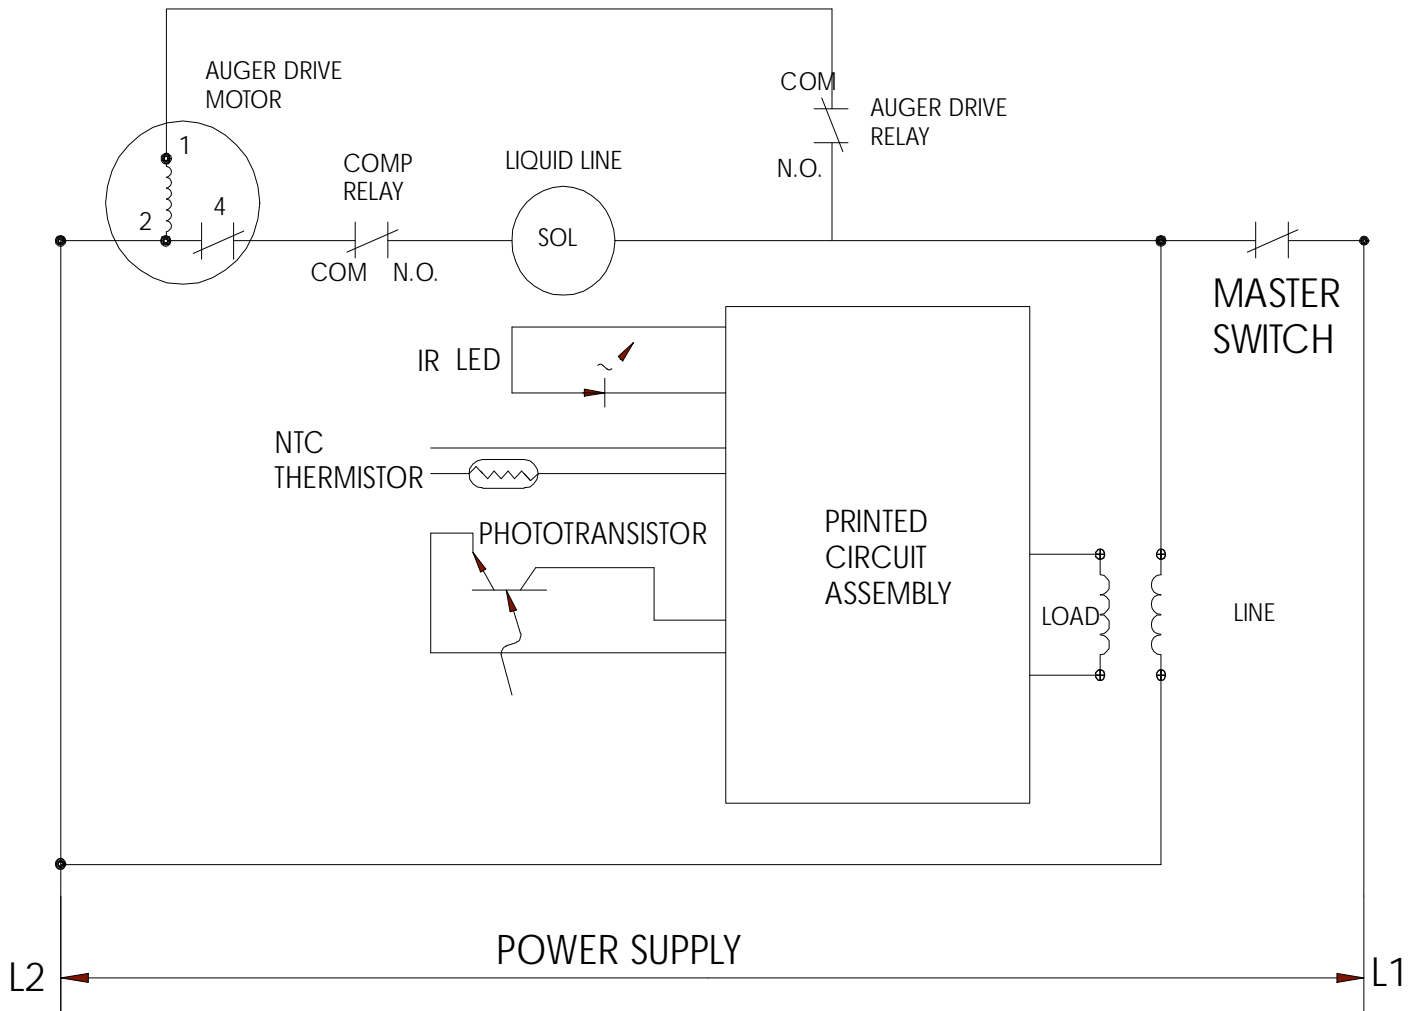 AUGER DRIVE
MOTOR
1
2
4
COMP
RELAY
COM N.O.
LIQUID LINE
SOL
COM
N.O.
AUGER DRIVE
RELAY
MASTER
SWITCH
IR LED
NTC
THERMISTOR
PHOTOTRANSISTOR
PRINTED
CIRCUIT
ASSEMBLY
LOAD
LINE
POWER SUPPLY
L2
L1